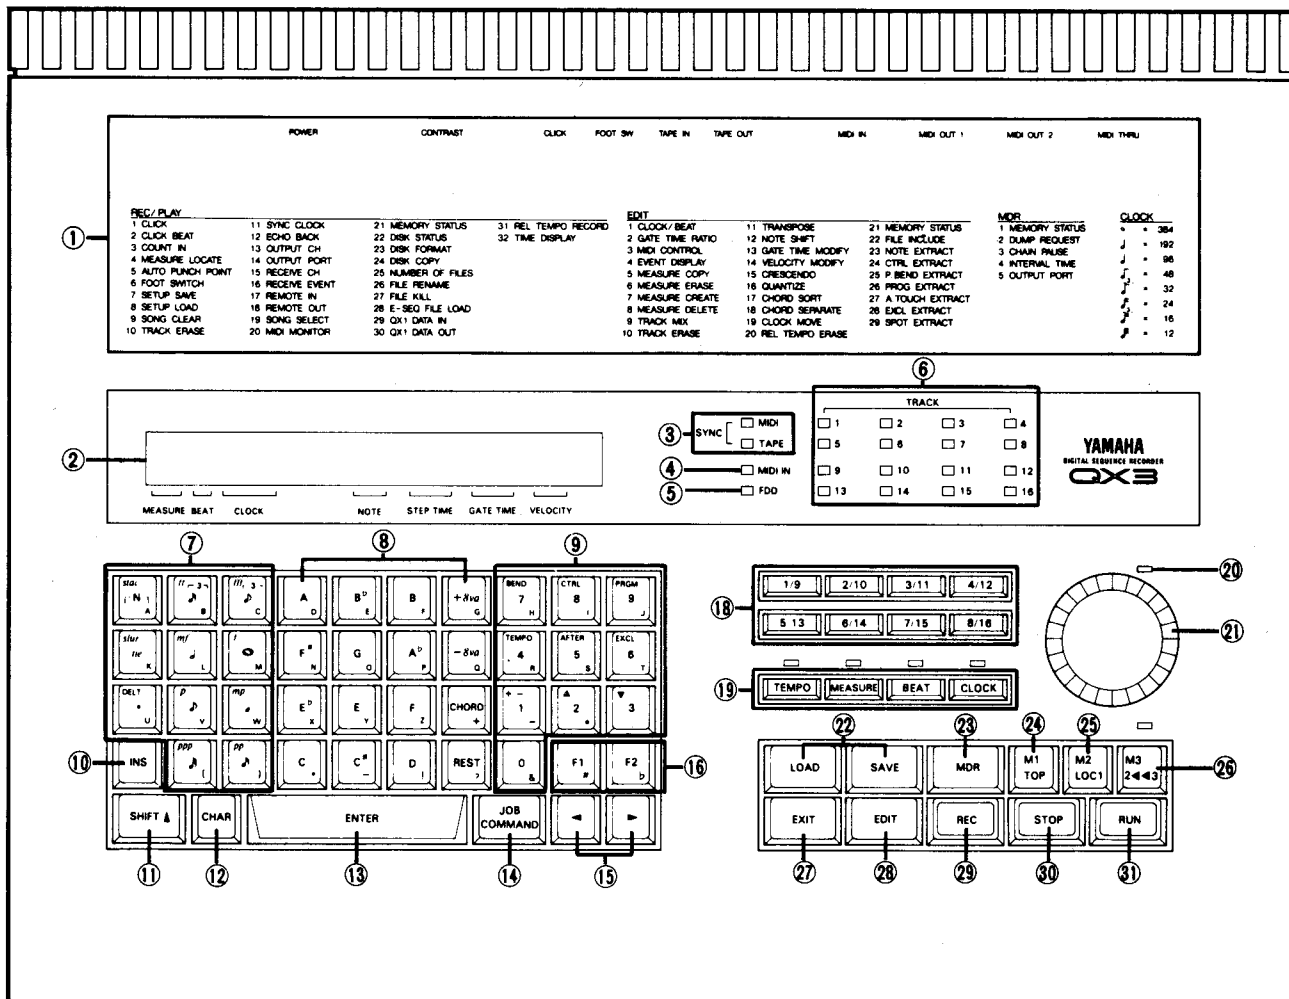 POWER CONTRAST CLICK FOOT SW TAPE IN TAPE OUT MIDI IN MIDI OUT 1 MIDI OUT 2 MIDI THRU
①
REC/PLAY
1 CLICK
2 CLICK BEAT
3 COUNT IN
4 MEASURE LOCATE
5 AUTO PUNCH POINT
6 FOOT SWITCH
7 SETUP SAVE
8 SETUP LOAD
9 SONG CLEAR
10 TRACK ERASE
11 SYNC CLOCK
12 ECHO BACK
13 OUTPUT CH
14 OUTPUT PORT
15 RECEIVE CH
16 RECEIVE EVENT
17 REMOTE IN
18 REMOTE OUT
19 SONG SELECT
20 MIDI MONITOR
21 MEMORY STATUS
22 DISK STATUS
23 DISK FORMAT
24 DISK COPY
25 NUMBER OF FILES
26 FILE RENAME
27 FILE KILL
28 E-SEQ FILE LOAD
29 QX1 DATA IN
30 QX1 DATA OUT
31 REL TEMPO RECORD
32 TIME DISPLAY
EDIT
1 CLOCK/BEAT
2 GATE TIME RATIO
3 MIDI CONTROL
4 EVENT DISPLAY
5 MEASURE COPY
6 MEASURE ERASE
7 MEASURE CREATE
8 MEASURE DELETE
9 TRACK MIX
10 TRACK ERASE
11 TRANSPOSE
12 NOTE SHIFT
13 GATE TIME MODIFY
14 VELOCITY MODIFY
15 CRESCENDO
16 QUANTIZE
17 CHORD SORT
18 CHORD SEPARATE
19 CLOCK MOVE
20 REL TEMPO ERASE
21 MEMORY STATUS
22 FILE INCLUDE
23 NOTE EXTRACT
24 CTRL EXTRACT
25 P.BEND EXTRACT
26 PROG EXTRACT
27 A.TOUCH EXTRACT
28 EXCL EXTRACT
29 SPOT EXTRACT
MDR
1 MEMORY STATUS
2 DUMP REQUEST
3 CHAIN PAUSE
4 INTERVAL TIME
5 OUTPUT PORT
CLOCK
= 384
= 192
= 96
= 48
= 32
= 24
= 16
= 12
②
MEASURE BEAT CLOCK NOTE STEP TIME GATE TIME VELOCITY
③ SYNC MIDI
TAPE
④ MIDI IN
⑤ FDD
⑥
TRACK
1 2 3 4
5 6 7 8
9 10 11 12
13 14 15 16
YAMAHA
DIGITAL SEQUENCE RECORDER
QX3
⑦ ⑧ ⑨
stac N A
ff 3 B
fff 3 C
A D
B♭ E
B F
+8va G
BEND 7 H
CTRL 8 I
PRGM 9 J
slur tie K
mf L
f M
F# N
G O
A♭ P
-8va Q
TEMPO 4 R
AFTER 5 S
EXCL 6 T
DELT U
p V
mp W
E♭ X
E Y
F Z
CHORD +
+ - 1 -
▲ 2
▼ 3
⑩ INS
ppp (
pp )
C
C# -
D !
REST ?
0 &
F1 #
F2 ♭
⑯
SHIFT ▲ CHAR ENTER JOB COMMAND ◄ ►
⑪ ⑫ ⑬ ⑭ ⑮
⑱
1/9 2/10 3/11 4/12
5 13 6/14 7/15 8/16
⑲ TEMPO MEASURE BEAT CLOCK
⑳
㉑
㉒ ㉓ ㉔ ㉕
LOAD SAVE MDR M1 TOP M2 LOC1 M3 2◄◄3
㉖
EXIT EDIT REC STOP RUN
㉗ ㉘ ㉙ ㉚ ㉛